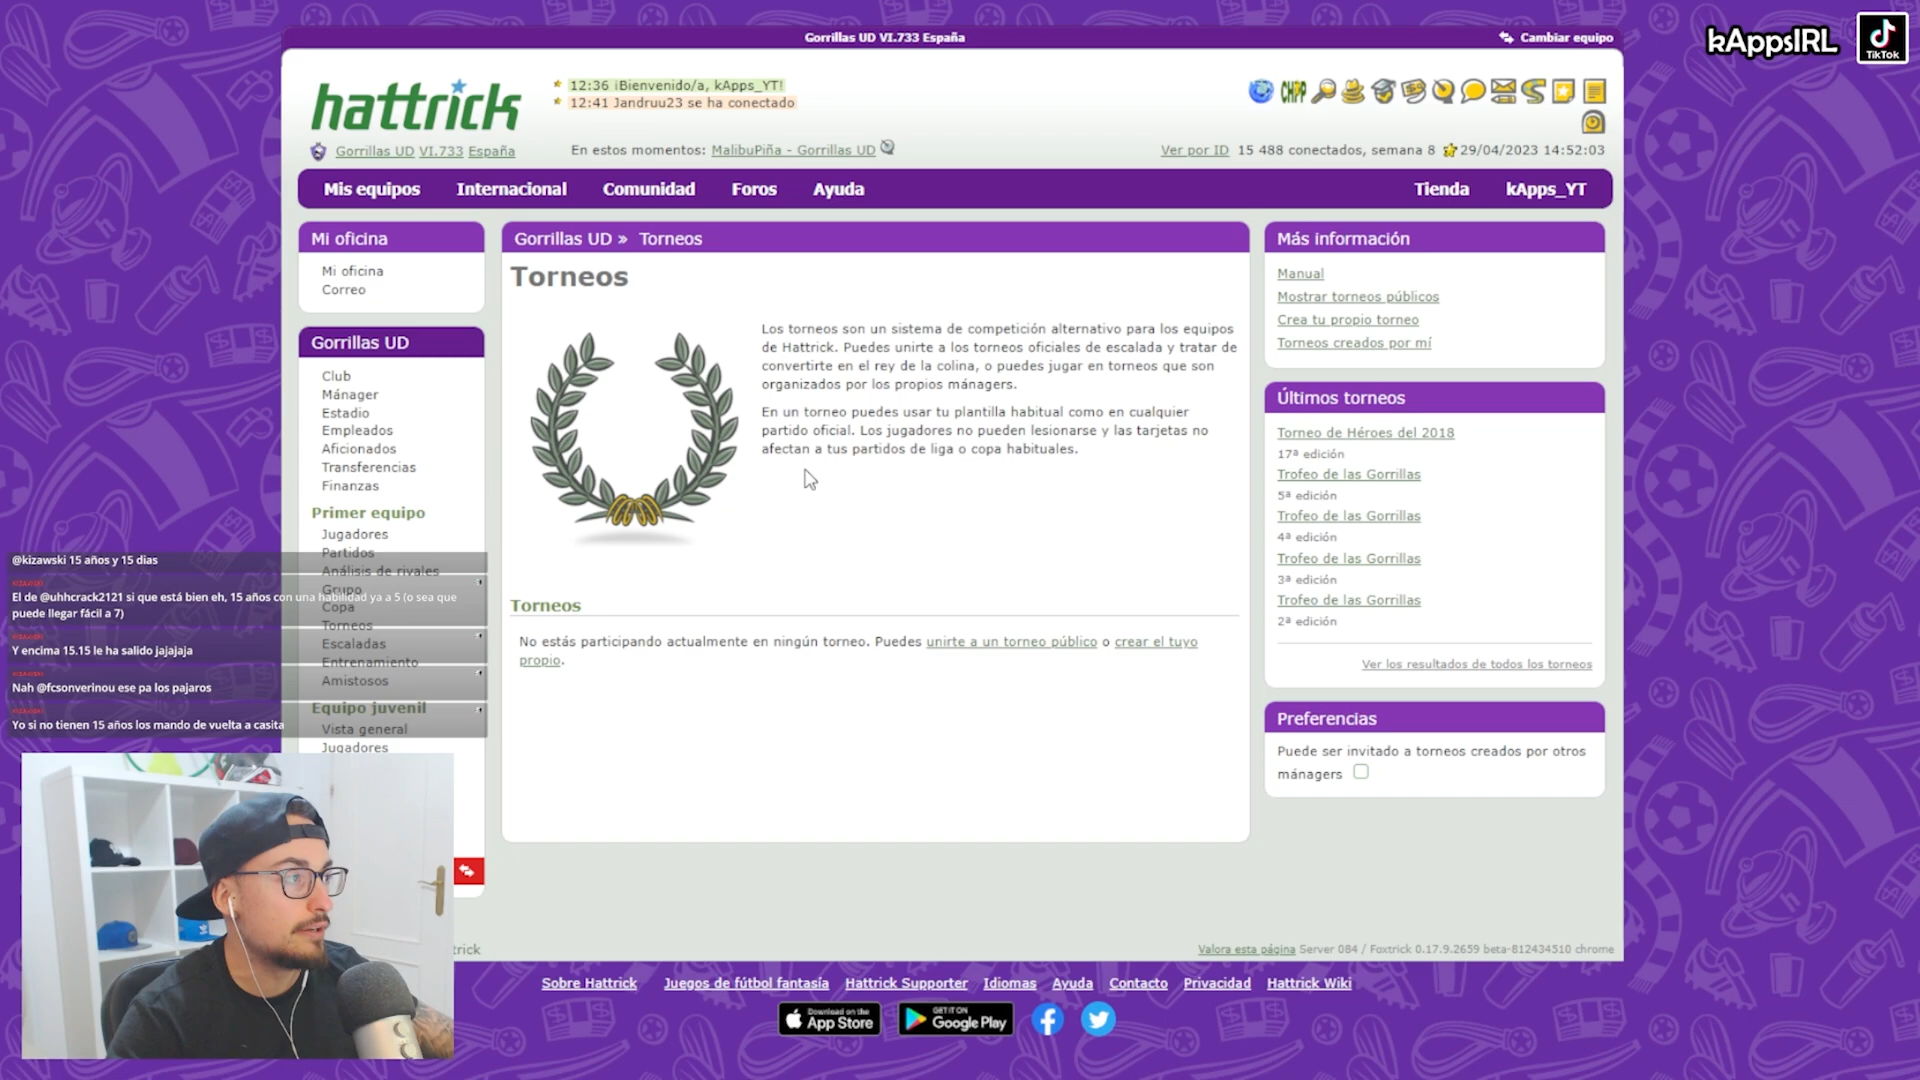 Gorrillas UD VI.733 España
Cambiar equipo
kAppsIRL
TikTok
hattrick
12:36 ¡Bienvenido/a, kApps_YT!
12:41 Jandruu23 se ha conectado
CHPP
Gorrillas UD VI.733 España
En estos momentos: MalibuPiña - Gorrillas UD
Ver por ID 15 488 conectados, semana 8 29/04/2023 14:52:03
Mis equipos Internacional Comunidad Foros Ayuda Tienda kApps_YT
Mi oficina
Mi oficina
Correo
Gorrillas UD
Club
Mánager
Estadio
Empleados
Aficionados
Transferencias
Finanzas
Primer equipo
Jugadores
Partidos
Análisis de rivales
Grupo
Copa
Torneos
Escaladas
Entrenamiento
Amistosos
Equipo juvenil
Vista general
Jugadores
@kizawski 15 años y 15 dias
El de @uhhcrack2121 si que está bien eh, 15 años con una habilidad ya a 5 (o sea que
puede llegar fácil a 7)
Y encima 15.15 le ha salido jajajaja
Nah @fcsonverinou ese pa los pajaros
Yo si no tienen 15 años los mando de vuelta a casita
Gorrillas UD » Torneos
Torneos
Los torneos son un sistema de competición alternativo para los equipos
de Hattrick. Puedes unirte a los torneos oficiales de escalada y tratar de
convertirte en el rey de la colina, o puedes jugar en torneos que son
organizados por los propios mánagers.
En un torneo puedes usar tu plantilla habitual como en cualquier
partido oficial. Los jugadores no pueden lesionarse y las tarjetas no
afectan a tus partidos de liga o copa habituales.
Torneos
No estás participando actualmente en ningún torneo. Puedes unirte a un torneo público o crear el tuyo
propio.
Más información
Manual
Mostrar torneos públicos
Crea tu propio torneo
Torneos creados por mí
Últimos torneos
Torneo de Héroes del 2018
17ª edición
Trofeo de las Gorrillas
5ª edición
Trofeo de las Gorrillas
4ª edición
Trofeo de las Gorrillas
3ª edición
Trofeo de las Gorrillas
2ª edición
Ver los resultados de todos los torneos
Preferencias
Puede ser invitado a torneos creados por otros
mánagers
trick
Valora esta página Server 084 / Foxtrick 0.17.9.2659 beta-812434510 chrome
Sobre Hattrick Juegos de fútbol fantasía Hattrick Supporter Idiomas Ayuda Contacto Privacidad Hattrick Wiki
Download on the
App Store
GET IT ON
Google Play